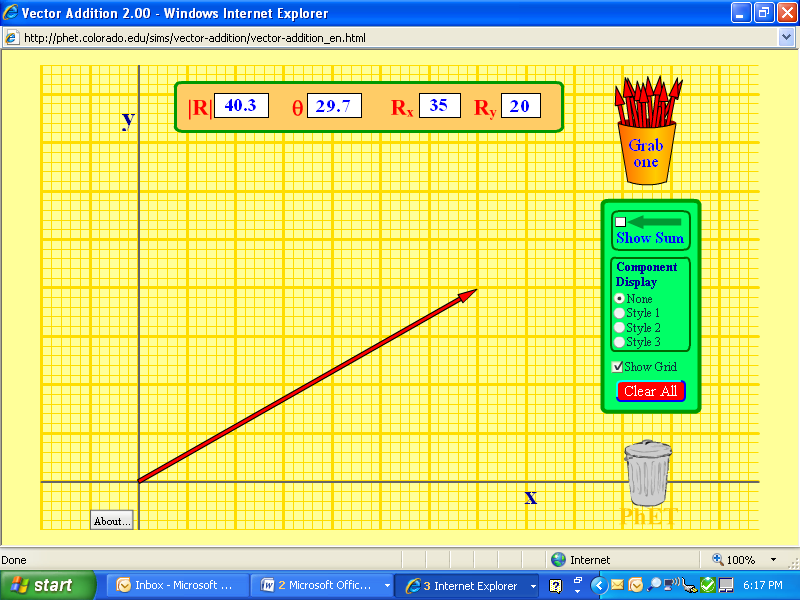 Vector Addition 2.00 - Windows Internet Explorer
http://phet.colorado.edu/sims/vector-addition/vector-addition_en.html
|R| 40.3 θ 29.7 Rx 35 Ry 20
y
Grab
one
Show Sum
Component
Display
None
Style 1
Style 2
Style 3
Show Grid
Clear All
x
PhET
About...
Done
Internet
100%
start
Inbox - Microsoft ...
2 Microsoft Offic...
3 Internet Explorer
6:17 PM